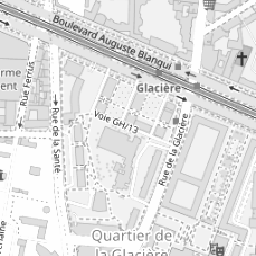 Boulevard Auguste Blanqui
Glacière
Rue Ferrus
Voie GH/13
Rue de la Santé
Rue de la Glacière
Quartier de
la Glacière